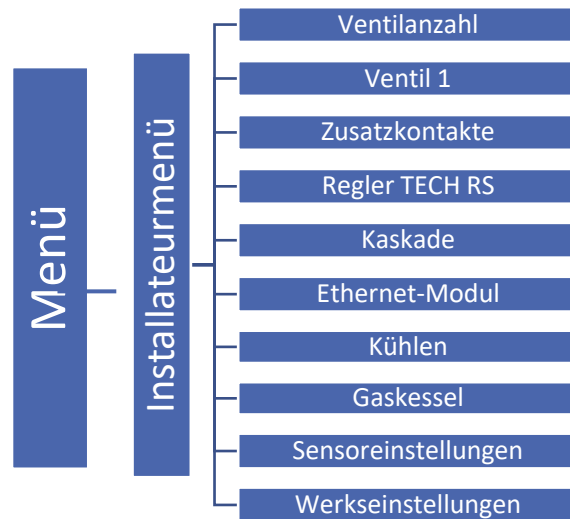 Menü
Installateurmenü
Ventilanzahl
Ventil 1
Zusatzkontakte
Regler TECH RS
Kaskade
Ethernet-Modul
Kühlen
Gaskessel
Sensoreinstellungen
Werkseinstellungen